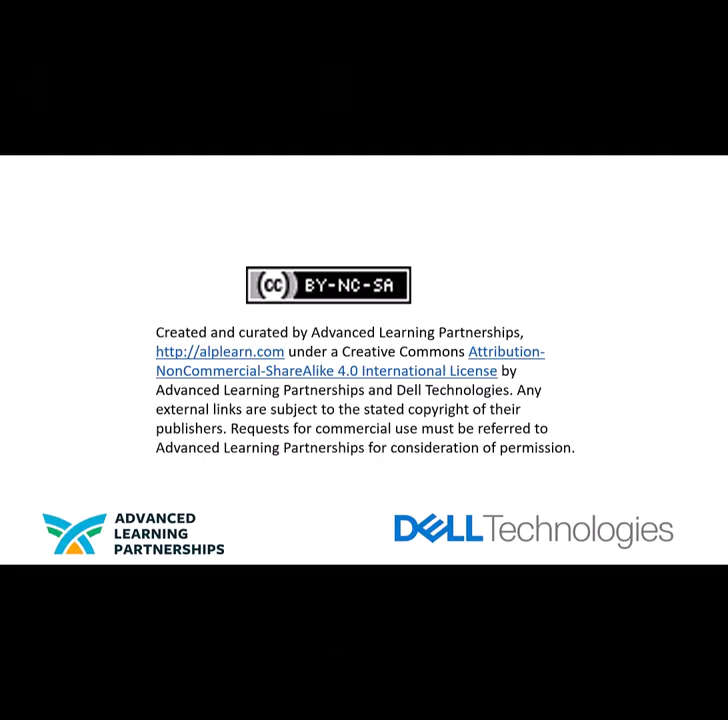 (cc) BY-NC-SA
Created and curated by Advanced Learning Partnerships,
http://alplearn.com under a Creative Commons Attribution-
NonCommercial-ShareAlike 4.0 International License by
Advanced Learning Partnerships and Dell Technologies. Any
external links are subject to the stated copyright of their
publishers. Requests for commercial use must be referred to
Advanced Learning Partnerships for consideration of permission.
ADVANCED
LEARNING
PARTNERSHIPS
DELL Technologies